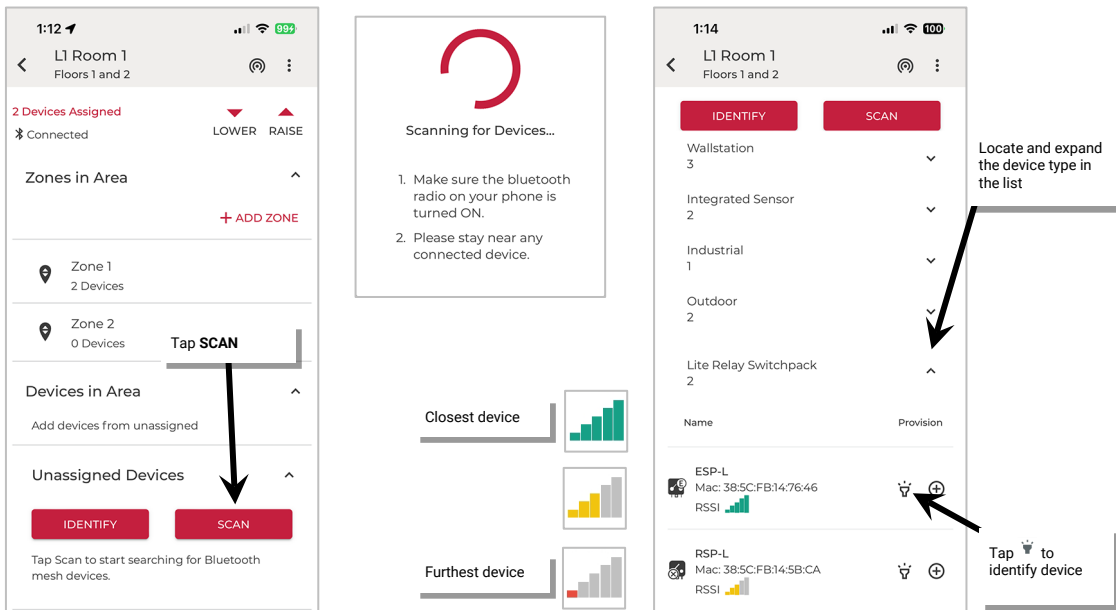 1:12
99+
L1 Room 1
Floors 1 and 2
2 Devices Assigned
Connected
LOWER RAISE
Zones in Area
+ ADD ZONE
Zone 1
2 Devices
Zone 2
0 Devices
Tap SCAN
Devices in Area
Add devices from unassigned
Unassigned Devices
IDENTIFY SCAN
Tap Scan to start searching for Bluetooth
mesh devices.
Scanning for Devices...
1. Make sure the bluetooth
radio on your phone is
turned ON.
2. Please stay near any
connected device.
Closest device
Furthest device
1:14
100
L1 Room 1
Floors 1 and 2
IDENTIFY SCAN
Wallstation
3
Integrated Sensor
2
Industrial
1
Outdoor
2
Lite Relay Switchpack
2
Name Provision
E
ESP-L
Mac: 38:5C:FB:14:76:46
RSSI
RSP-L
Mac: 38:5C:FB:14:5B:CA
RSSI
Locate and expand
the device type in
the list
Tap to
identify device